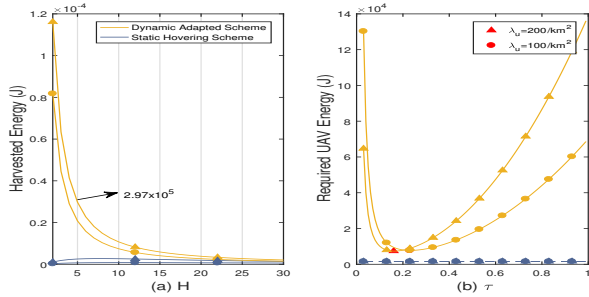 ×10⁻⁴
1.2
1
0.8
0.6
0.4
0.2
0
Harvested Energy (J)
Dynamic Adapted Scheme
Static Hovering Scheme
2.97x10⁵
5 10 15 20 25 30
(a) H
×10⁴
14
12
10
8
6
4
2
0
Required UAV Energy (J)
λᵤ=200/km²
λᵤ=100/km²
0 0.2 0.4 0.6 0.8 1
(b) τ